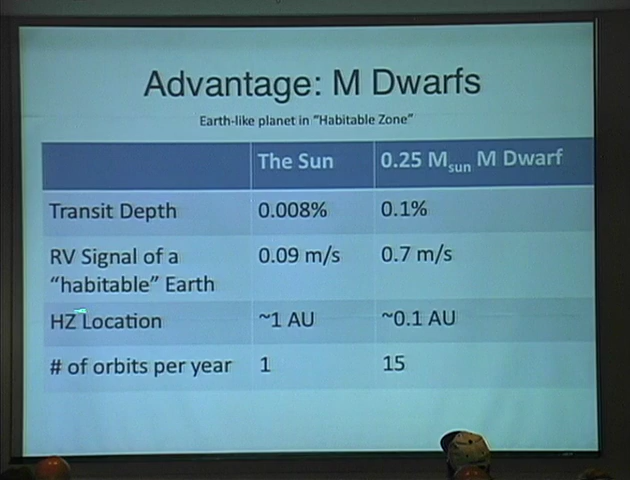 Advantage: M Dwarfs
Earth-like planet in "Habitable Zone"
The Sun 0.25 Msun M Dwarf
Transit Depth 0.008% 0.1%
RV Signal of a 0.09 m/s 0.7 m/s
"habitable" Earth
HZ Location ~1 AU ~0.1 AU
# of orbits per year 1 15